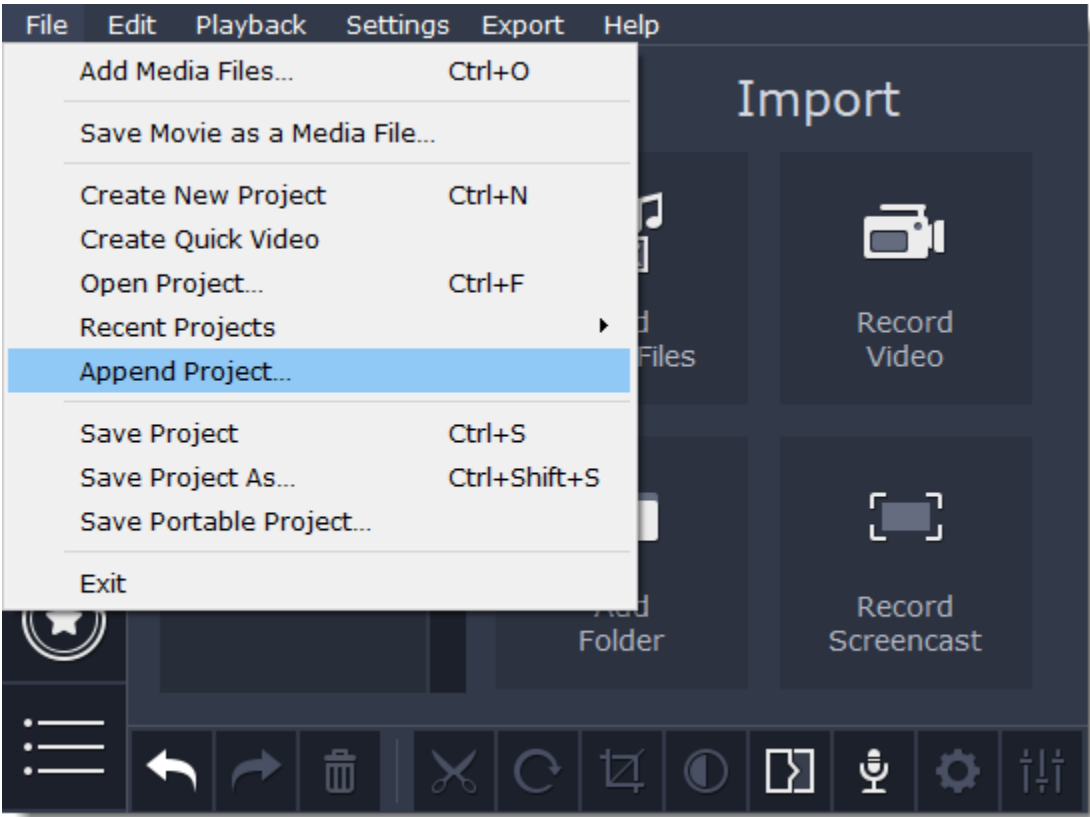 File Edit Playback Settings Export Help
Add Media Files... Ctrl+O
Save Movie as a Media File...
Create New Project Ctrl+N
Create Quick Video
Open Project... Ctrl+F
Recent Projects
Append Project...
Save Project Ctrl+S
Save Project As... Ctrl+Shift+S
Save Portable Project...
Exit
Import
Files
Record
Video
Add
Folder
Record
Screencast